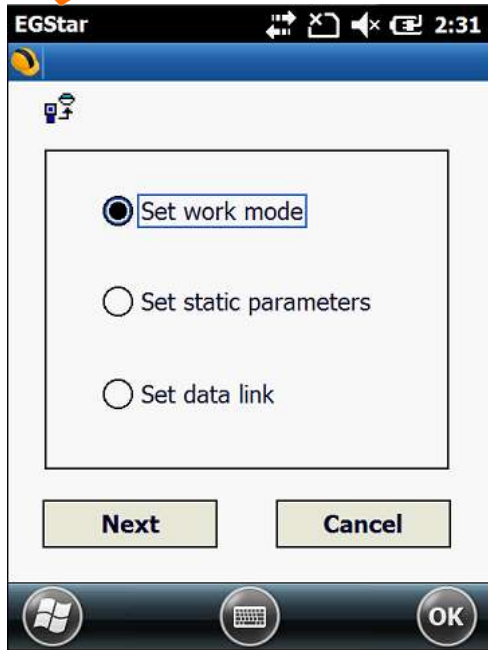 EGStar 2:31
Set work mode
Set static parameters
Set data link
Next Cancel
OK